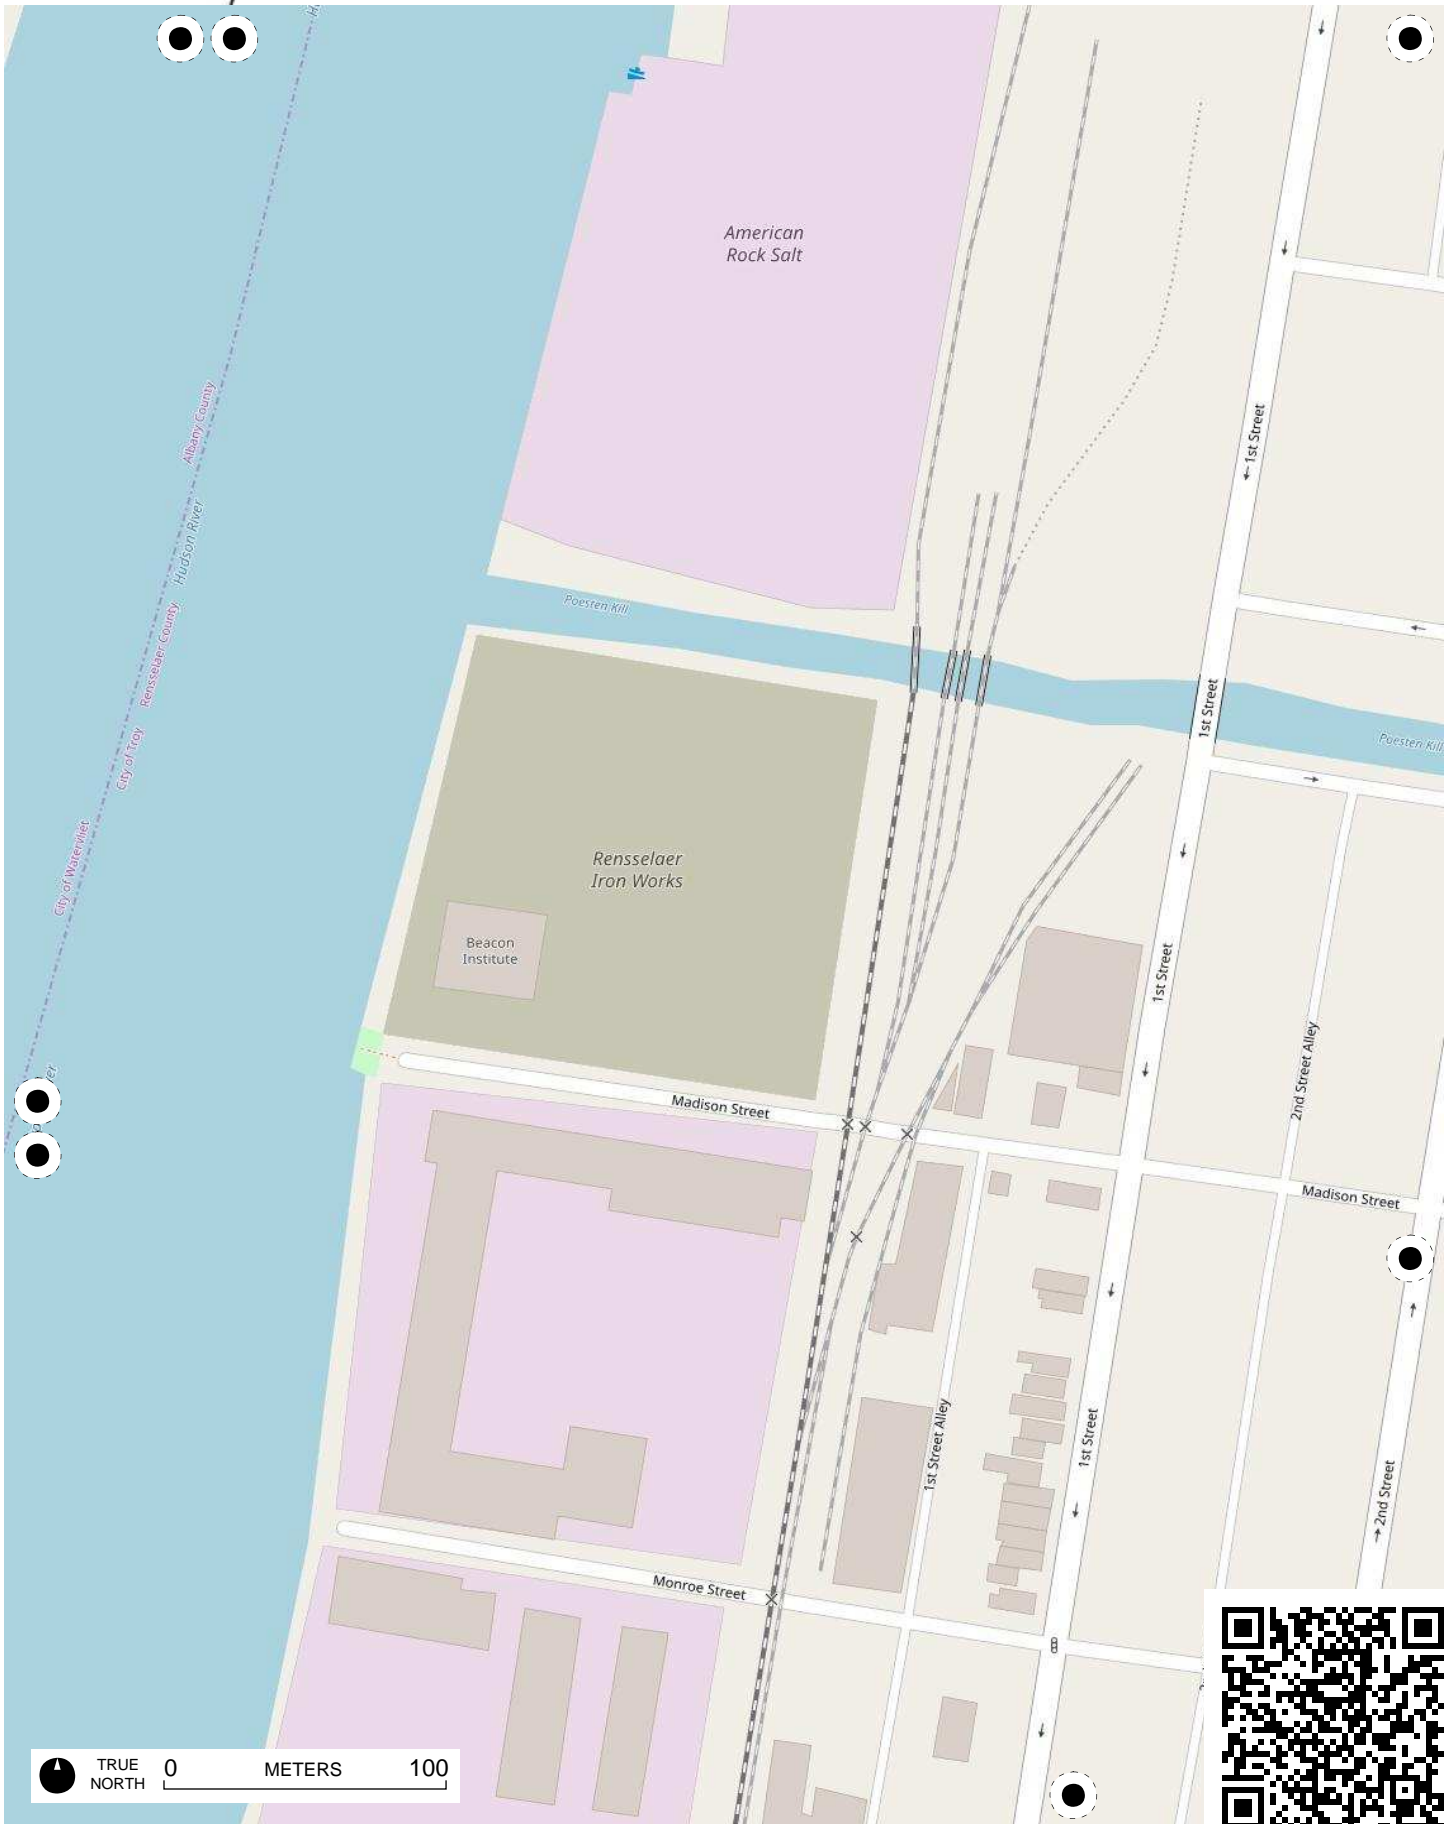 American
Rock Salt
1st Street
Albany County
Hudson River
Poesten Kill
Rensselaer County
1st Street
City of Troy
Poesten Kill
City of Watervliet
Rensselaer
Iron Works
Beacon
Institute
1st Street
2nd Street Alley
Madison Street
Madison Street
1st Street Alley
1st Street
2nd Street
Monroe Street
TRUE
NORTH
0 METERS 100